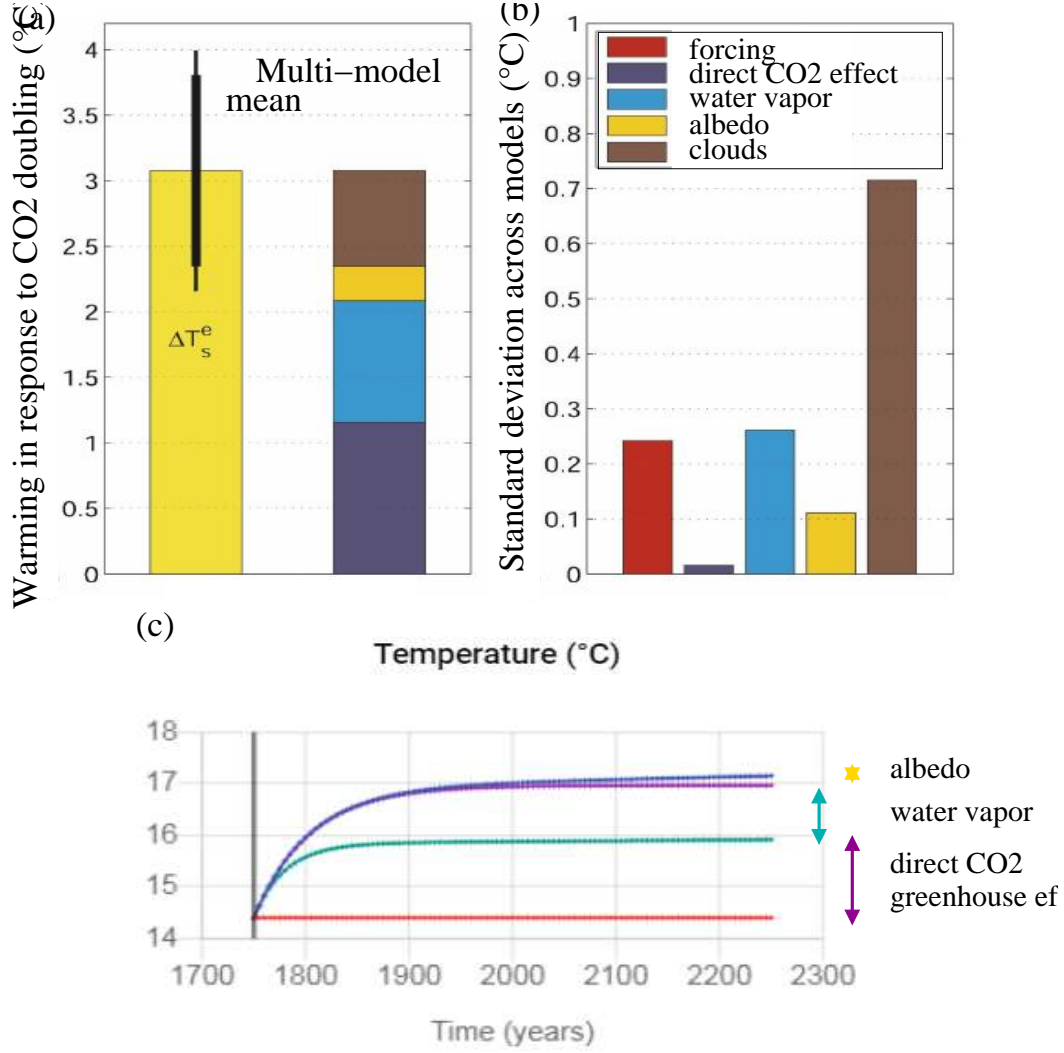 a)
Warming in response to CO2 doubling (°C)
4
3.5
3
2.5
2
1.5
1
0.5
0
Multi−model
mean
ΔT
e
s
(b)
Standard deviation across models (°C)
1
0.9
0.8
0.7
0.6
0.5
0.4
0.3
0.2
0.1
0
forcing
direct CO2 effect
water vapor
albedo
clouds
(c)
Temperature (°C)
18
17
16
15
14
1700 1800 1900 2000 2100 2200 2300
Time (years)
albedo
water vapor
direct CO2
greenhouse ef